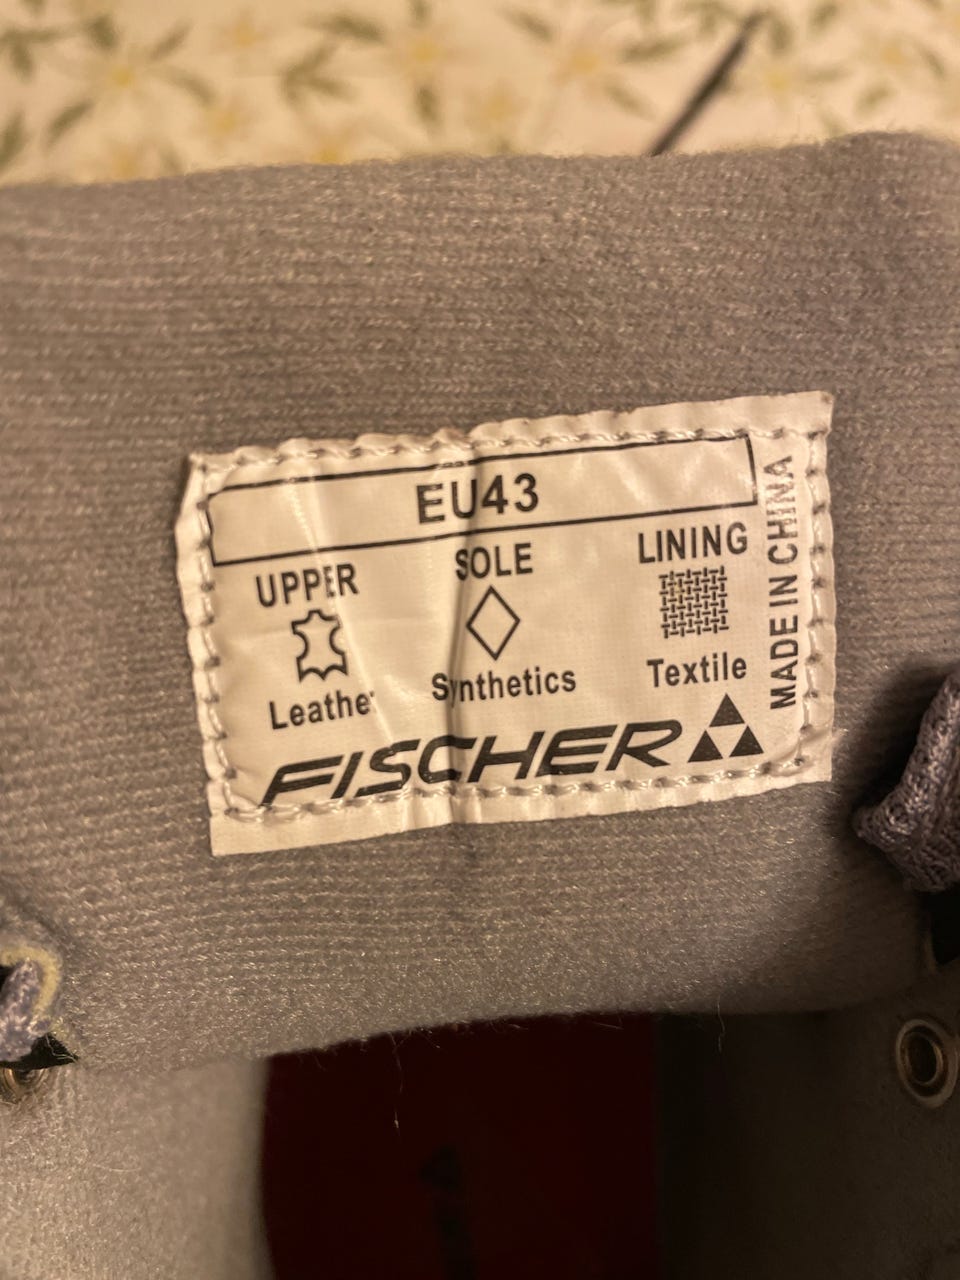 EU43
UPPER SOLE LINING
Leather Synthetics Textile
FISCHER
MADE IN CHINA